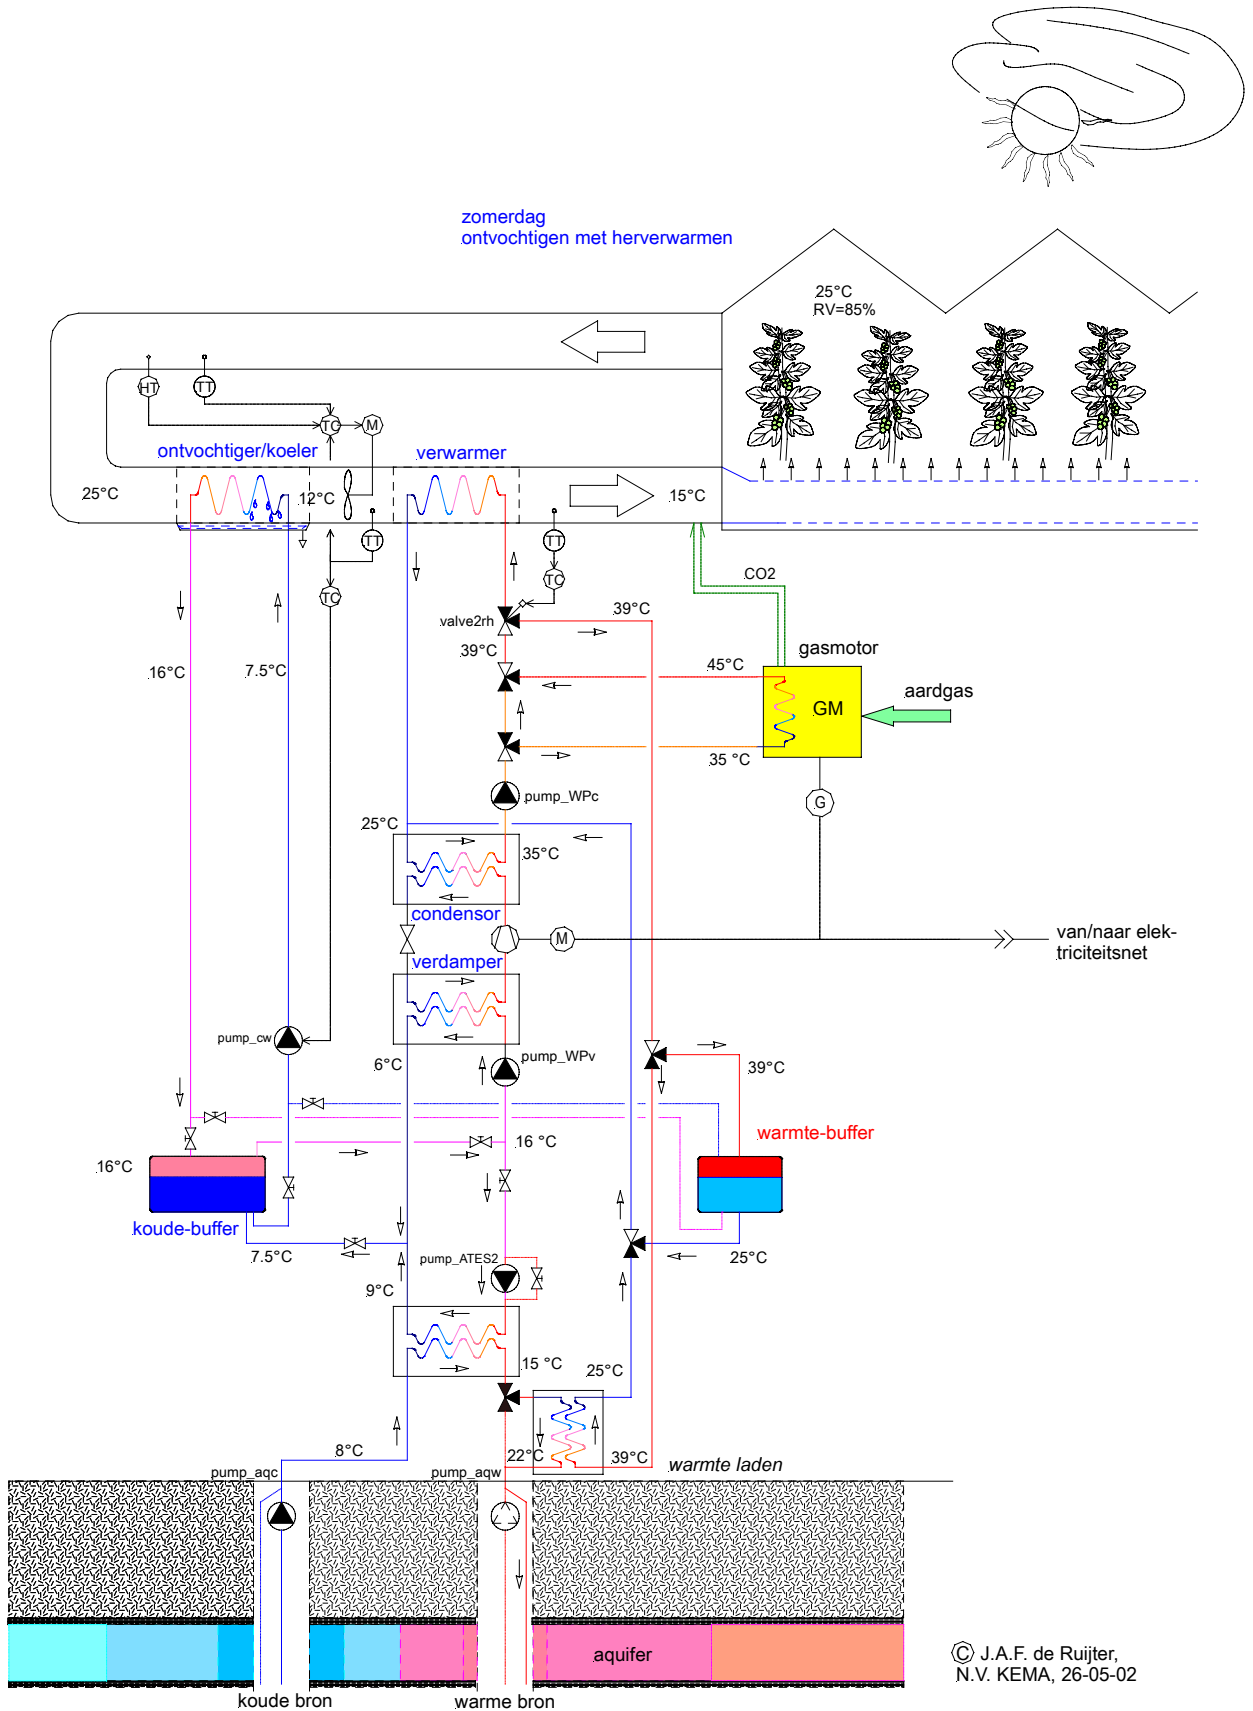 zomerdag
ontvochtigen met herverwarmen
25°C
RV=85%
HT
TT
TC
M
ontvochtiger/koeler
verwarmer
25°C
12°C
15°C
TT
TT
TC
TC
CO2
valve2rh
39°C
gasmotor
16°C
7.5°C
39°C
45°C
aardgas
GM
35 °C
pump_WPc
G
25°C
35°C
condensor
M
van/naar elek-
triciteitsnet
verdamper
pump_cw
6°C
pump_WPv
39°C
warmte-buffer
16 °C
16°C
koude-buffer
7.5°C
pump_ATES2
25°C
9°C
15 °C
25°C
8°C
22°C
39°C
warmte laden
pump_aqc
pump_aqw
aquifer
koude bron
warme bron
© J.A.F. de Ruijter,
N.V. KEMA, 26-05-02